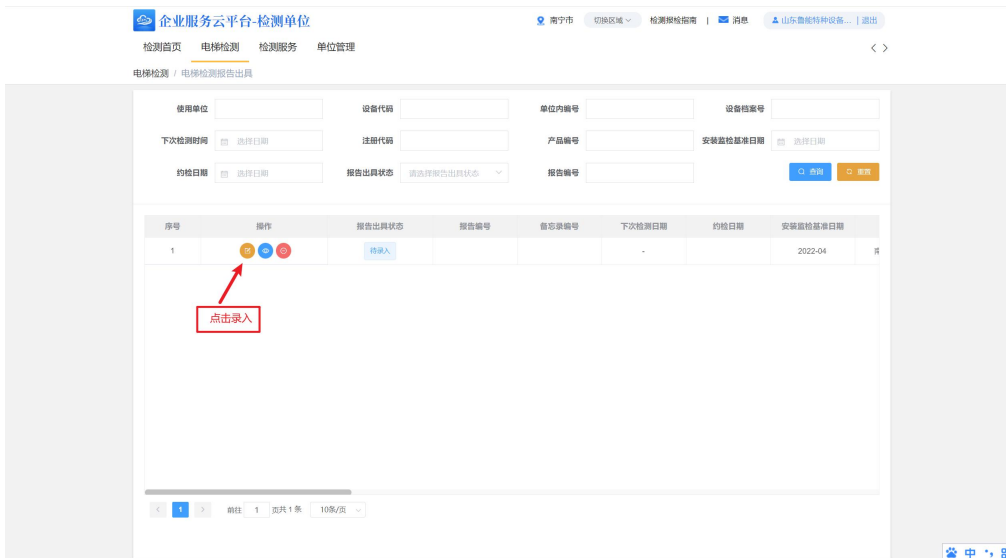 企业服务云平台-检测单位
南宁市 切换区域 检测报检指南 | 消息 山东鲁能特种设备... | 退出
检测首页 电梯检测 检测服务 单位管理
电梯检测 / 电梯检测报告出具
使用单位 设备代码 单位内编号 设备档案号
下次检测时间 选择日期 注册代码 产品编号 安装监检基准日期 选择日期
约检日期 选择日期 报告出具状态 请选择报告出具状态 报告编号 查询 重置
序号 操作 报告出具状态 报告编号 备忘录编号 下次检测日期 约检日期 安装监检基准日期
1 待录入 - 2022-04
点击录入
1 前往 1 页共 1 条 10条/页
中